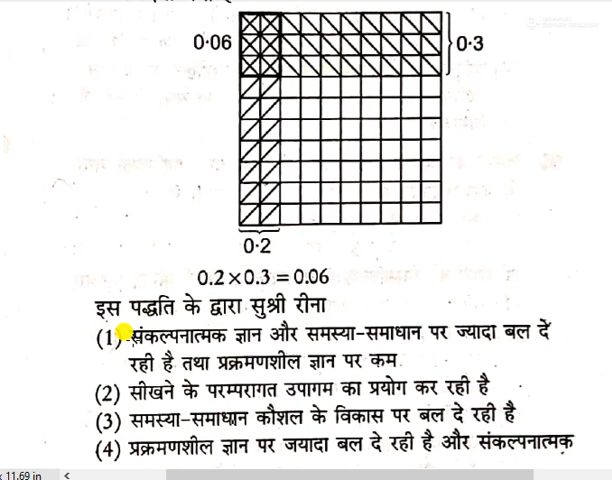 0·06
0·3
0·2
0.2×0.3 = 0.06
इस पद्धति के द्वारा सुश्री रीना
(1) संकल्पनात्मक ज्ञान और समस्या-समाधान पर ज्यादा बल दे
रही है तथा प्रक्रमणशील ज्ञान पर कम
(2) सीखने के परम्परागत उपागम का प्रयोग कर रही है
(3) समस्या-समाधान कौशल के विकास पर बल दे रही है
(4) प्रक्रमणशील ज्ञान पर जयादा बल दे रही है और संकल्पनात्मक
x 11.69 in <